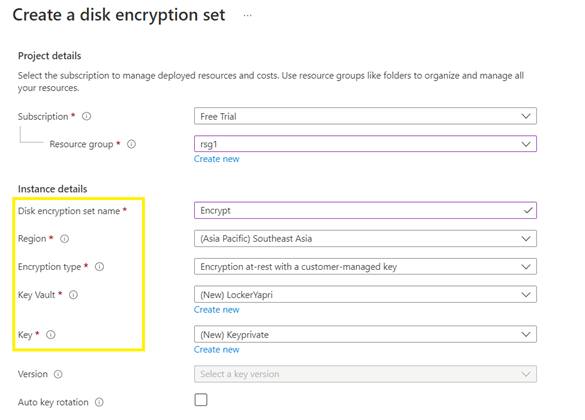 Create a disk encryption set ...
Project details
Select the subscription to manage deployed resources and costs. Use resource groups like folders to organize and manage all
your resources.
Subscription * Free Trial
Resource group * rsg1
Create new
Instance details
Disk encryption set name * Encrypt
Region * (Asia Pacific) Southeast Asia
Encryption type * Encryption at-rest with a customer-managed key
Key Vault * (New) LockerYapri
Create new
Key * (New) Keyprivate
Create new
Version Select a key version
Auto key rotation